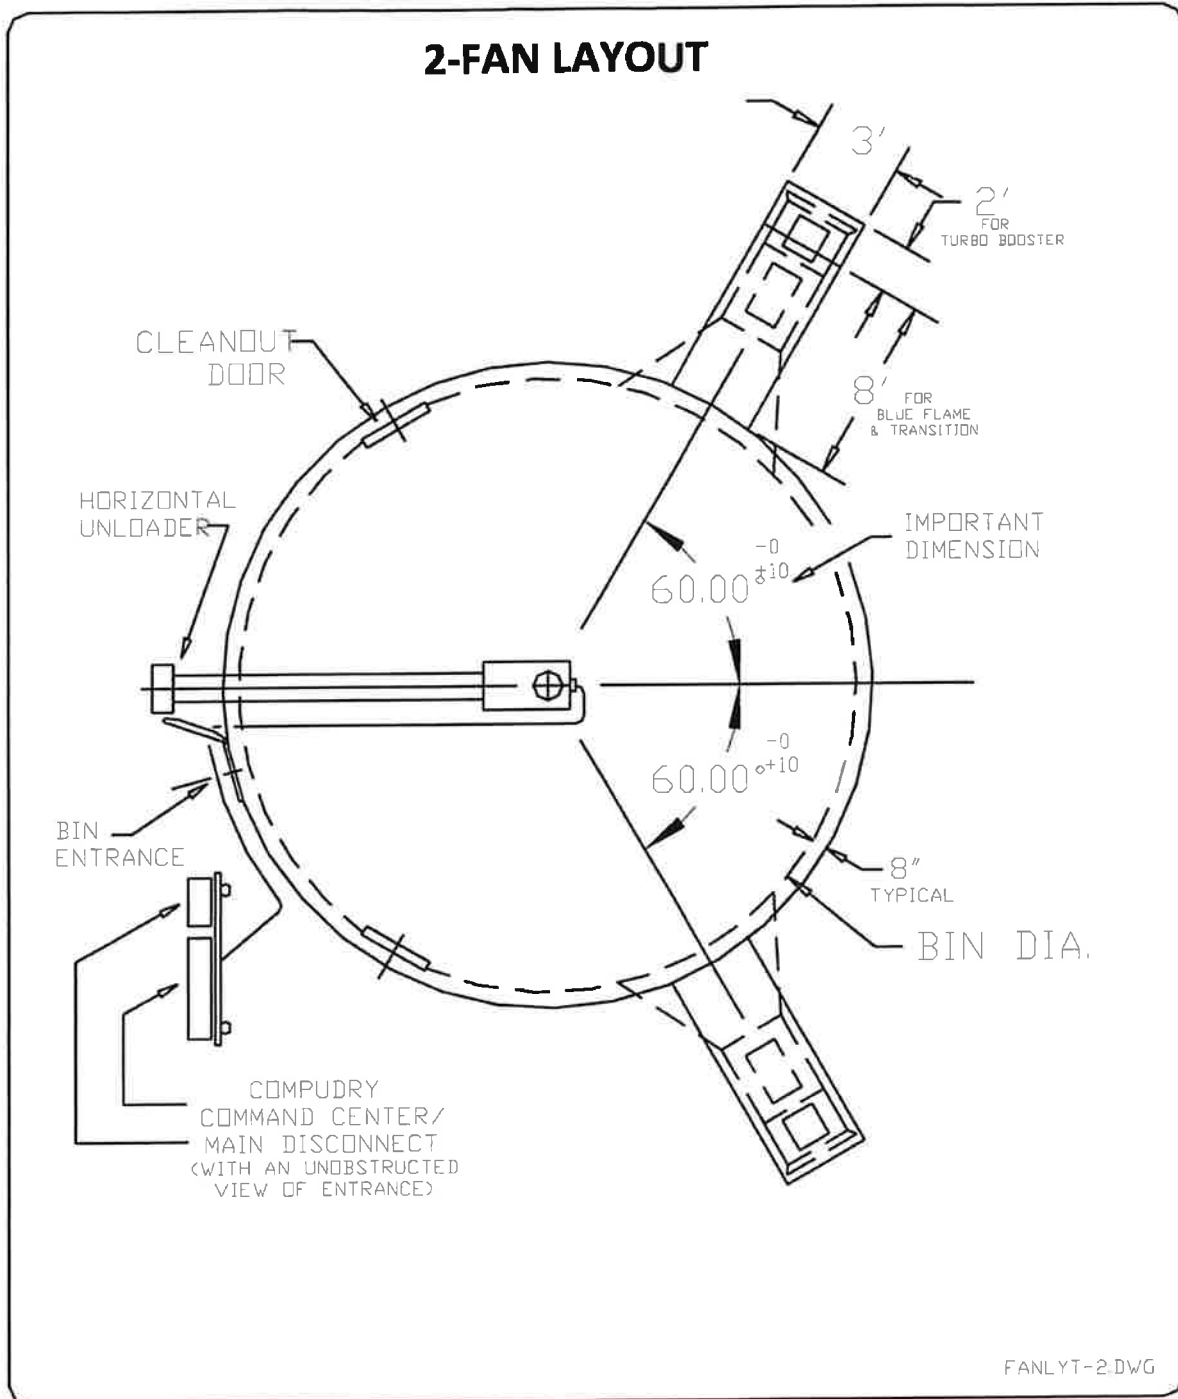 2-FAN LAYOUT
3'
2'
FOR
TURBO BOOSTER
CLEANOUT
DOOR
8' FOR
BLUE FLAME
& TRANSITION
HORIZONTAL
UNLOADER
IMPORTANT
DIMENSION
-0
60.00°±10
-0
60.00°+10
BIN
ENTRANCE
8"
TYPICAL
BIN DIA.
COMPUDRY
COMMAND CENTER/
MAIN DISCONNECT
(WITH AN UNOBSTRUCTED
VIEW OF ENTRANCE)
FANLYT-2.DWG